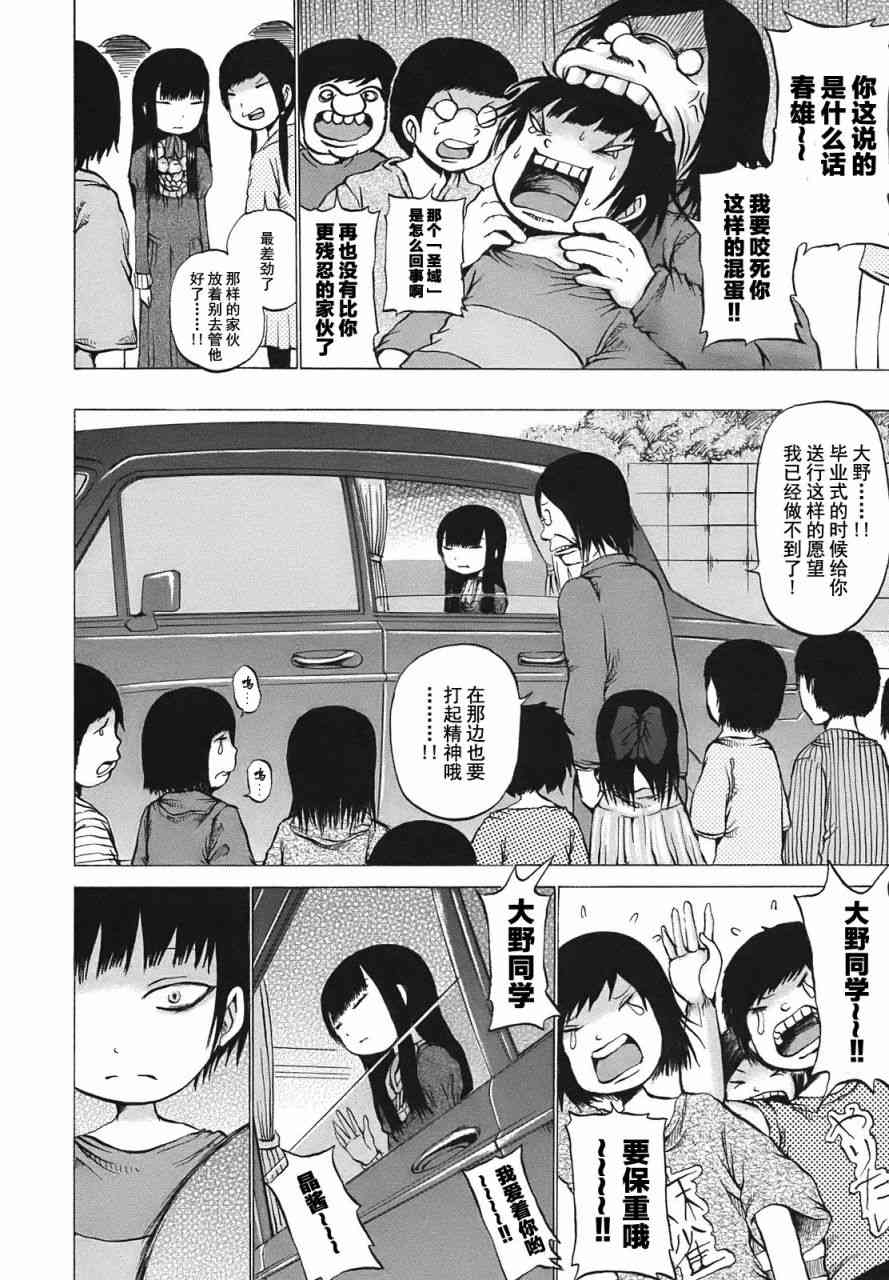 你这说的
是什么话
春雄~~
我要咬死你
这样的混蛋!!
那个「圣域」
是怎么回事啊
再也没有比你
更残忍的家伙了
最差劲了
那样的家伙
放着别去管他
好了……!!
大野……!!
毕业式的时候给你
送行这样的愿望
我已经做不到了!
在那边也要
打起精神哦
………!!
呜…
呜…
大野同学~~!!
要保重哦
~~~~!!
大野同学
我爱着你哟
~~~~~!!
晶酱~~~~